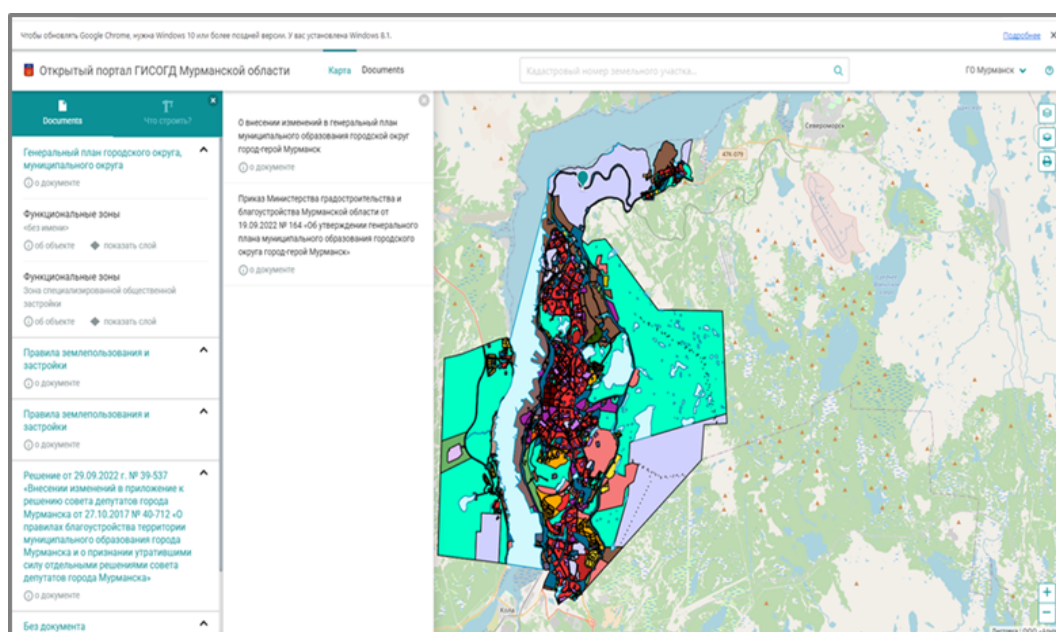 Чтобы обновлять Google Chrome, нужна Windows 10 или более поздней версии. У вас установлена Windows 8.1.
Подробнее
Открытый портал ГИСОГД Мурманской области
Карта
Documents
Кадастровый номер земельного участка...
ГО Мурманск
Documents
Что строить?
Генеральный план городского округа,
муниципального округа
о документе
Функциональные зоны
<без имени>
об объекте
показать слой
Функциональные зоны
Зона специализированной общественной
застройки
об объекте
показать слой
Правила землепользования и
застройки
о документе
Правила землепользования и
застройки
о документе
Решение от 29.09.2022 г. № 39-537
«Внесении изменений в приложение к
решению совета депутатов города
Мурманска от 27.10.2017 № 40-712 «О
правилах благоустройства территории
муниципального образования города
Мурманска и о признании утратившими
силу отдельными решениями совета
депутатов города Мурманска»
о документе
Без документа
О внесении изменений в генеральный план
муниципального образования городской округ
город-герой Мурманск
о документе
Приказ Министерства градостроительства и
благоустройства Мурманской области от
19.09.2022 № 164 «Об утверждении генерального
плана муниципального образования городского
округа город-герой Мурманск»
о документе
Североморск
47К-079
Кола